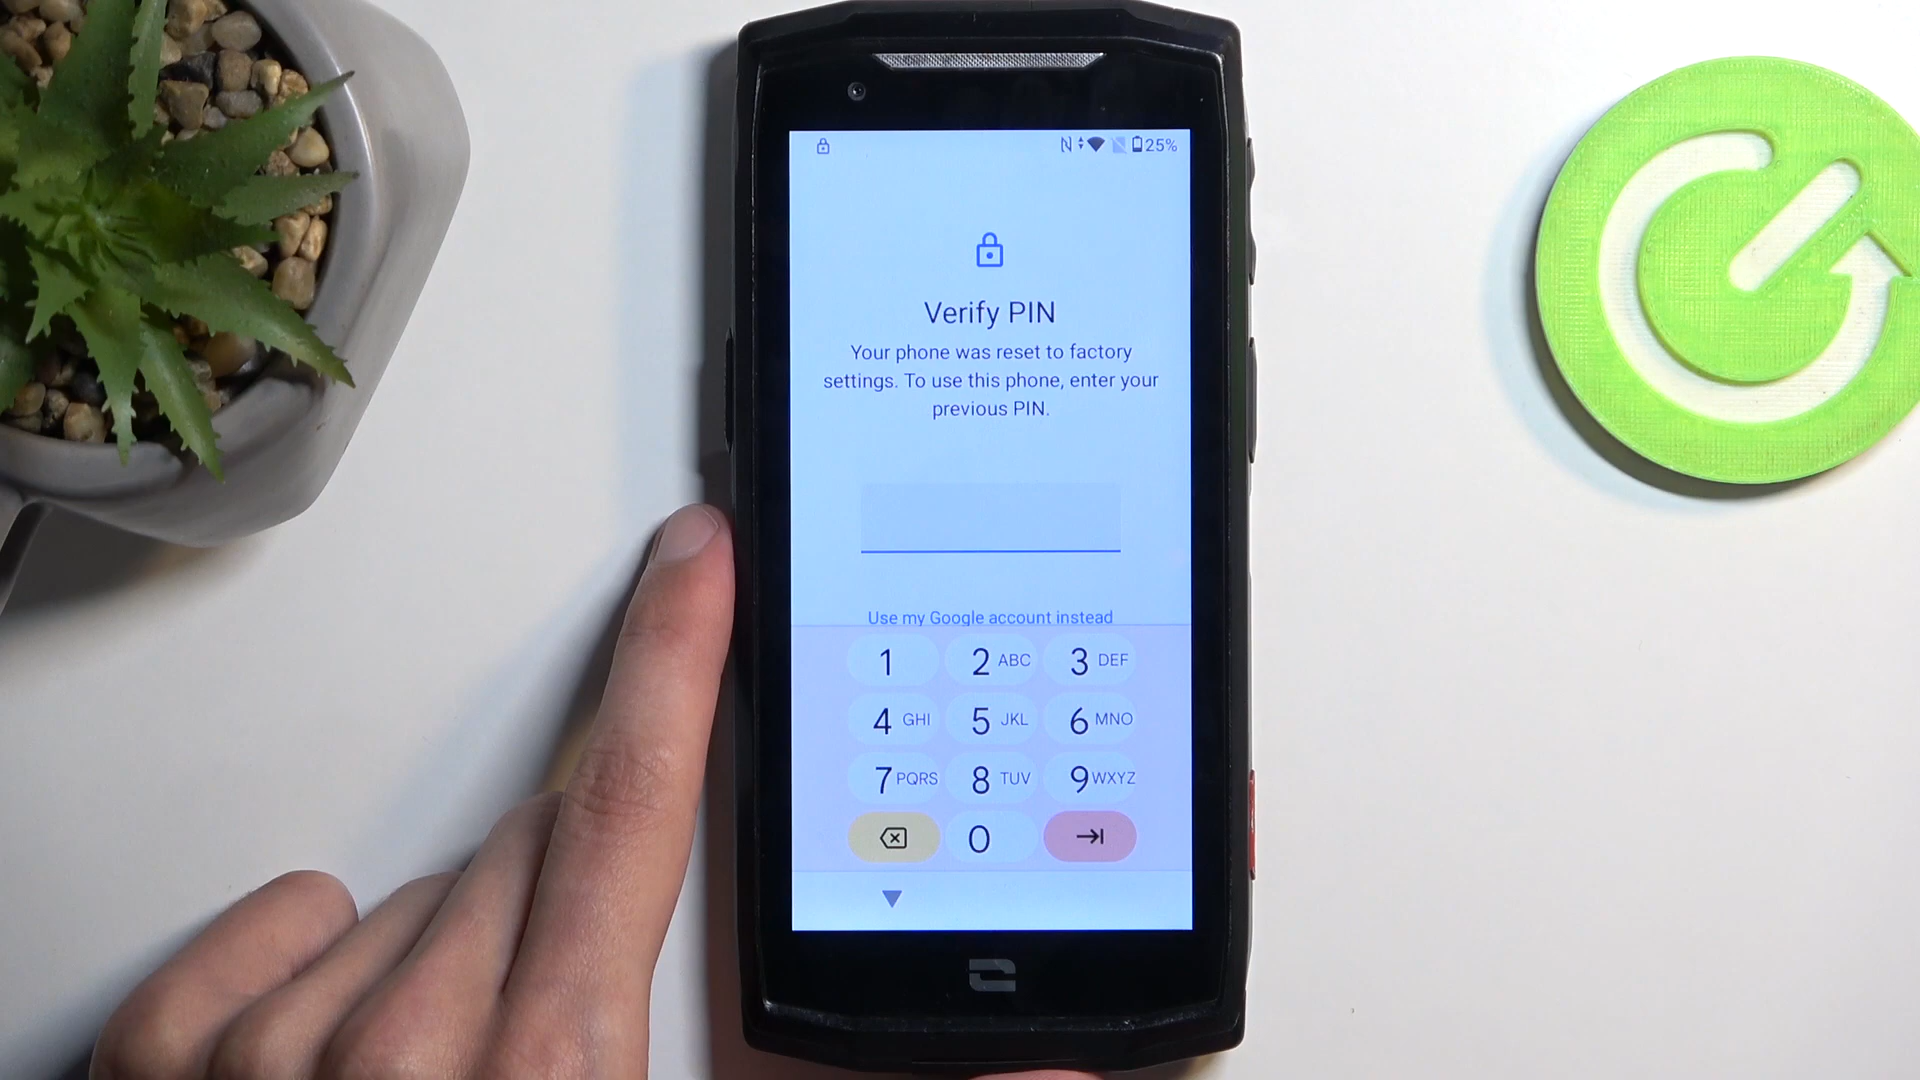 25%
Verify PIN
Your phone was reset to factory
settings. To use this phone, enter your
previous PIN.
Use my Google account instead
1 2 ABC 3 DEF
4 GHI 5 JKL 6 MNO
7 PQRS 8 TUV 9 WXYZ
0